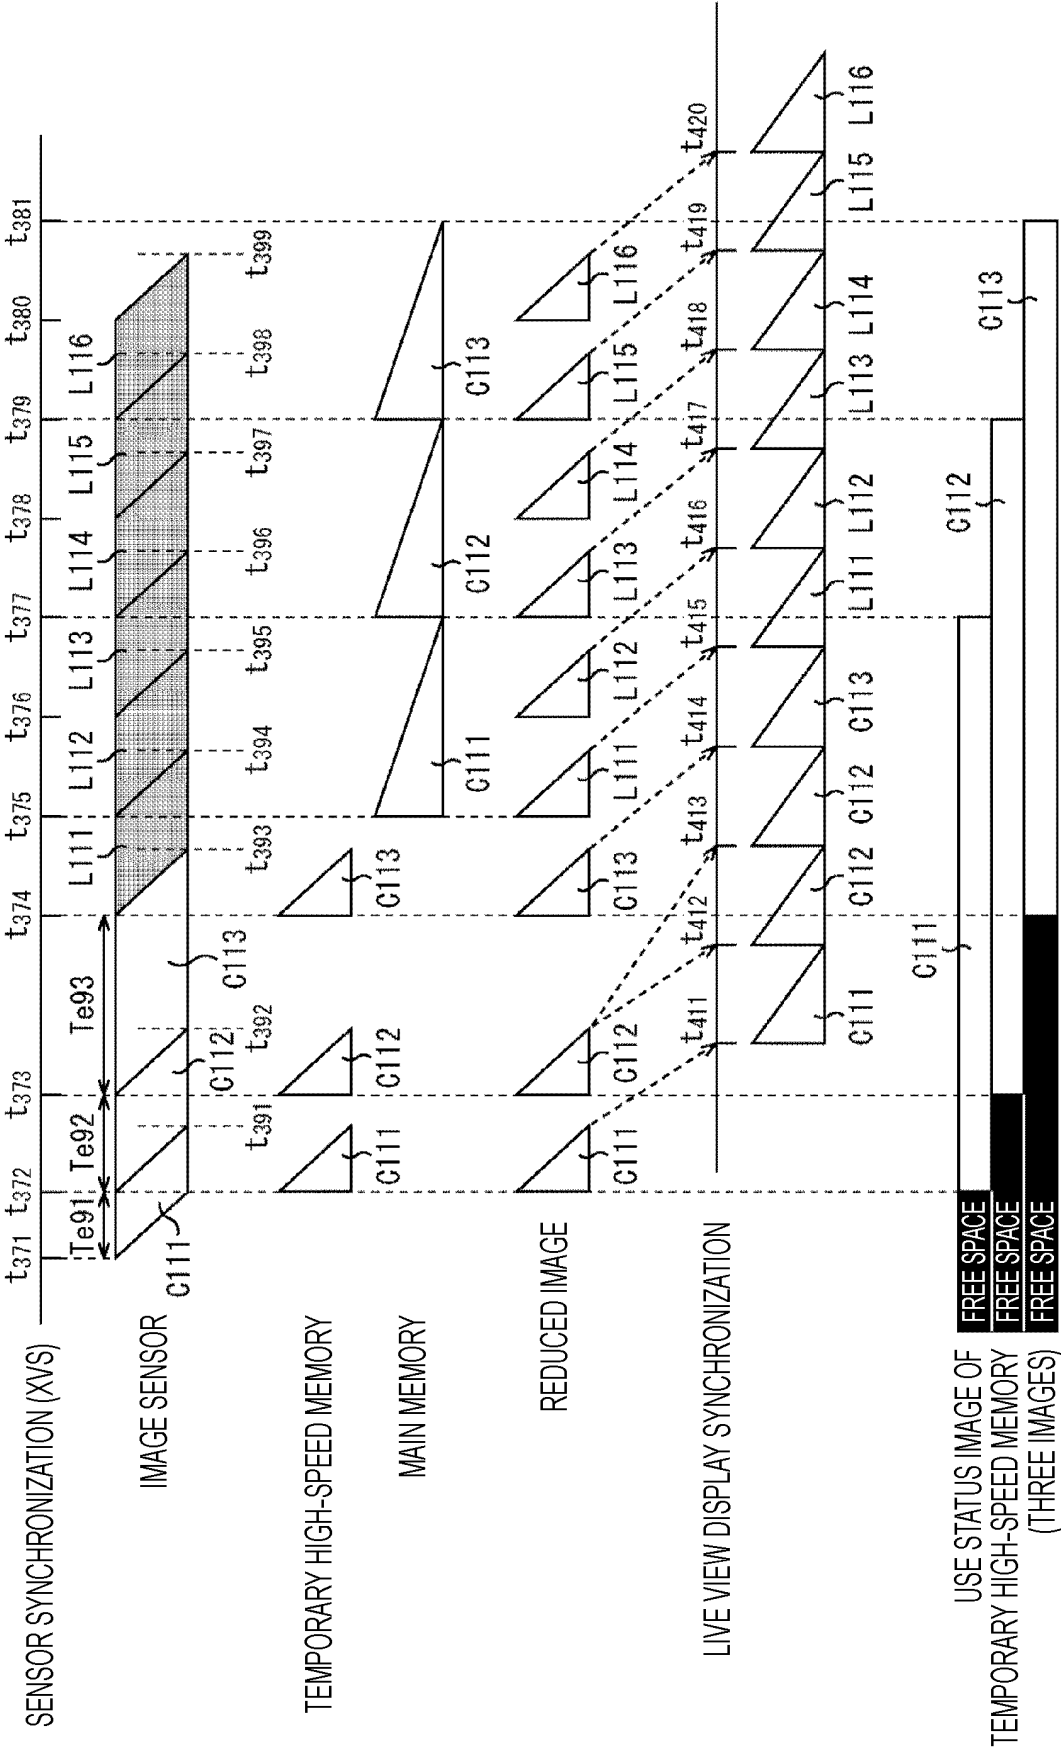 SENSOR SYNCHRONIZATION (XVS)
t371 t372 t373 t374 t375 t376 t377 t378 t379 t380 t381
Te91 Te92 Te93 L111 L112 L113 L114 L115 L116
IMAGE SENSOR
C111 C112 C113
t391 t392 t393 t394 t395 t396 t397 t398 t399
TEMPORARY HIGH-SPEED MEMORY
C111 C112 C113
MAIN MEMORY
C111 C112 C113
REDUCED IMAGE
C111 C112 C113 L111 L112 L113 L114 L115 L116
LIVE VIEW DISPLAY SYNCHRONIZATION
t411 t412 t413 t414 t415 t416 t417 t418 t419 t420
C111 C112 C112 C113 L111 L112 L113 L114 L115 L116
USE STATUS IMAGE OF
TEMPORARY HIGH-SPEED MEMORY
(THREE IMAGES)
FREE SPACE C111
FREE SPACE C112
FREE SPACE C113